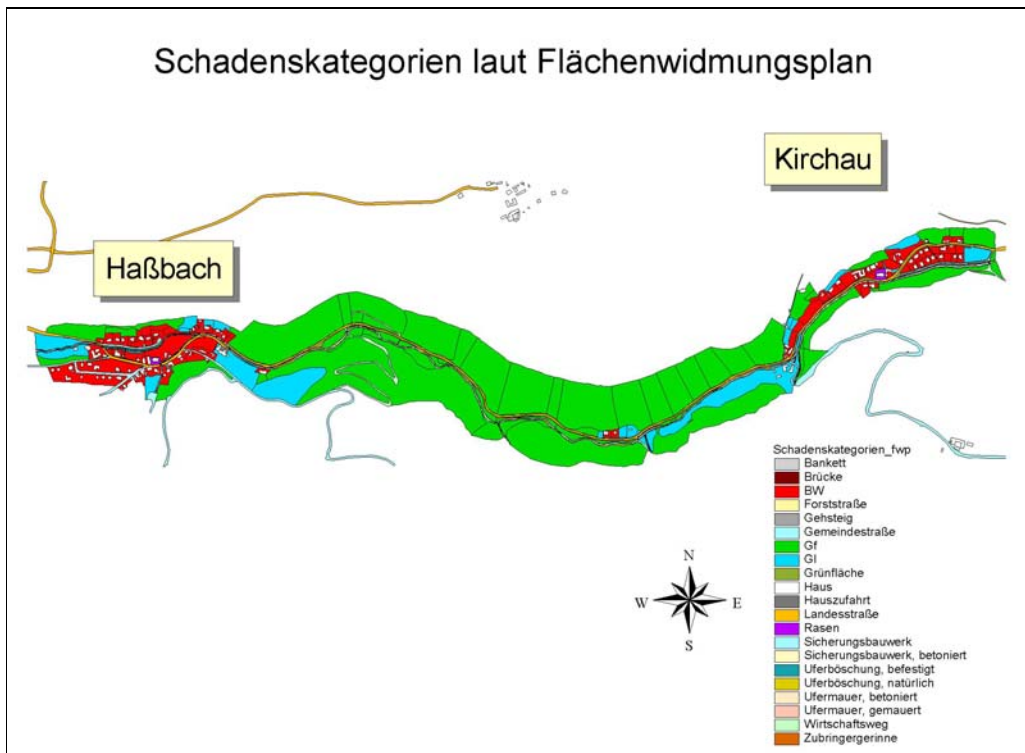 Schadenskategorien laut Flächenwidmungsplan
Kirchau
Haßbach
Schadenskategorien_fwp
Bankett
Brücke
BW
Forststraße
Gehsteig
Gemeindestraße
Gf
Gl
Grünfläche
Haus
Hauszufahrt
Landesstraße
Rasen
Sicherungsbauwerk
Sicherungsbauwerk, betoniert
Uferböschung, befestigt
Uferböschung, natürlich
Ufermauer, betoniert
Ufermauer, gemauert
Wirtschaftsweg
Zubringergerinne
N
W E
S